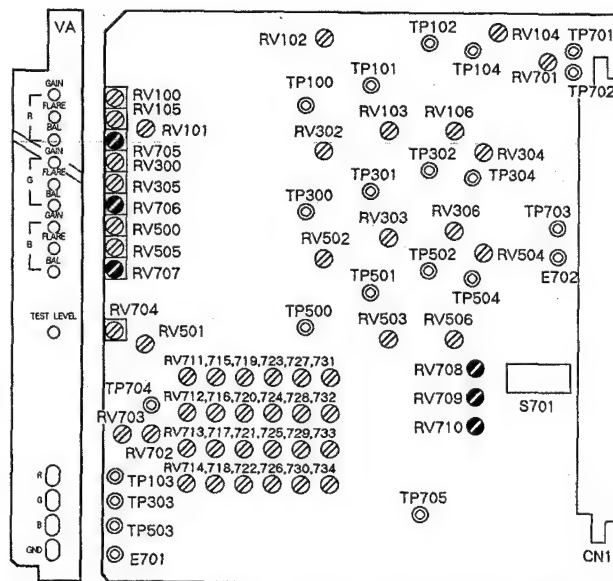 VA
GAIN
FLARE
R
BAL
GAIN
FLARE
G
BAL
GAIN
FLARE
B
BAL
TEST LEVEL
R
G
B
GND
RV102
TP102
RV104
TP701
TP104
RV701
TP702
TP101
TP100
RV100
RV105
RV101
RV103
RV106
RV302
RV705
RV300
TP302
RV304
TP304
RV305
TP301
TP300
RV706
RV303
RV306
TP703
RV500
RV505
RV502
TP502
RV504
E702
RV707
TP501
TP504
RV704
TP500
RV501
RV503
RV506
RV711,715,719,723,727,731
RV708
TP704
RV712,716,720,724,728,732
RV709
S701
RV703
RV713,717,721,725,729,733
RV710
RV702
RV714,718,722,726,730,734
TP103
TP303
TP705
TP503
E701
CN1